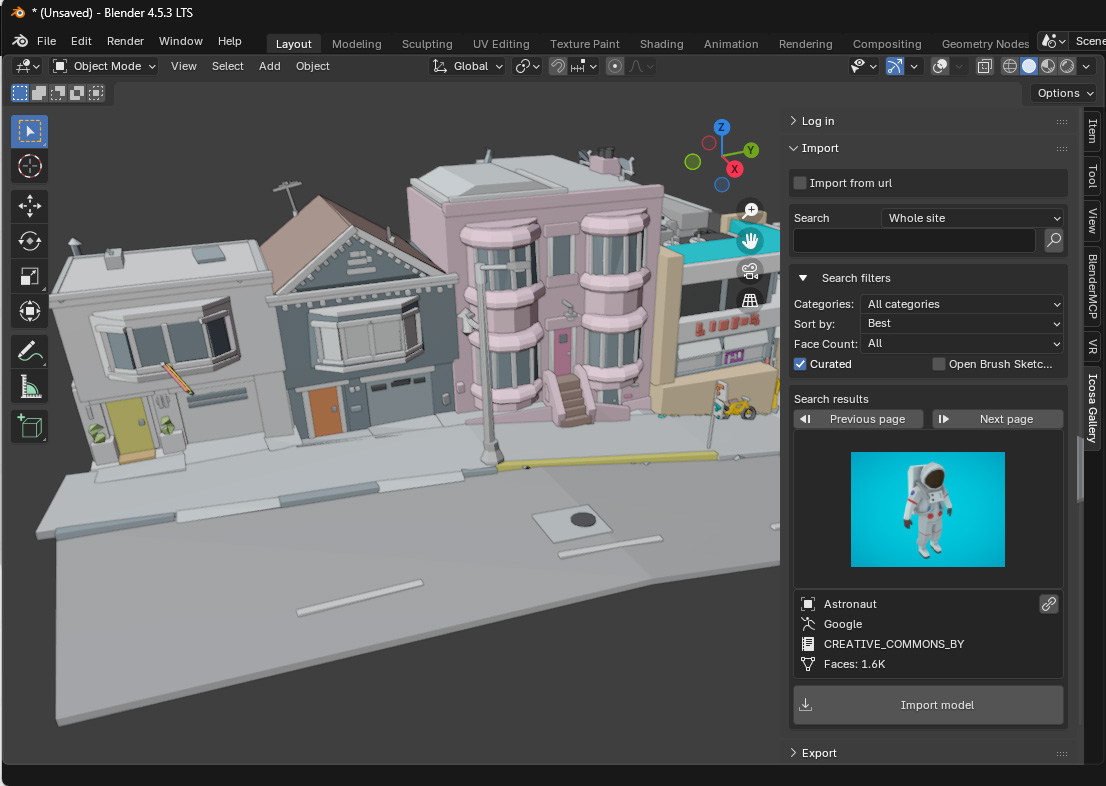 * (Unsaved) - Blender 4.5.3 LTS
File Edit Render Window Help Layout Modeling Sculpting UV Editing Texture Paint Shading Animation Rendering Compositing Geometry Nodes Scene
Object Mode View Select Add Object Global
Options
Z
Y
X
Log in
Import
Import from url
Search Whole site
Search filters
Categories: All categories
Sort by: Best
Face Count: All
Curated Open Brush Sketc...
Search results
Previous page Next page
Astronaut
Google
CREATIVE_COMMONS_BY
Faces: 1.6K
Import model
Export
Item
Tool
View
BlenderMCP
VR
Icosa Gallery